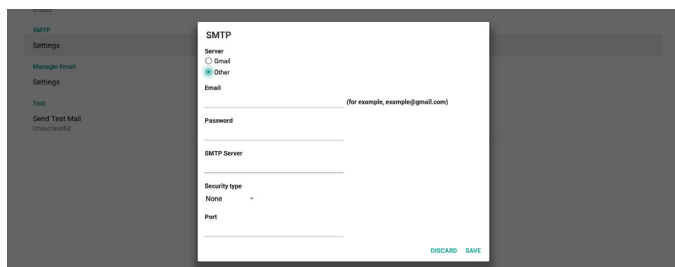 Enable
SMTP
Settings
Manager Email
Settings
Test
Send Test Mail
Unsuccessful
SMTP
Server
Gmail
Other
Email
(for example, example@gmail.com)
Password
SMTP Server
Security type
None
Port
DISCARD SAVE